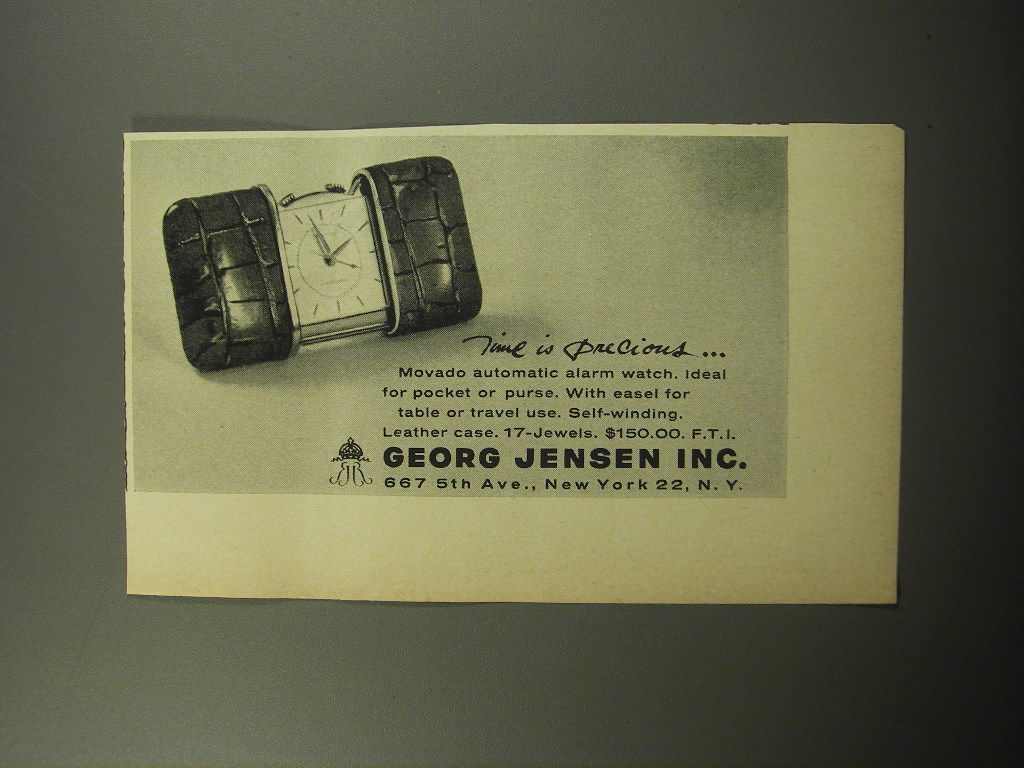 Time is precious...
Movado automatic alarm watch. Ideal
for pocket or purse. With easel for
table or travel use. Self-winding.
Leather case. 17-Jewels. $150.00. F.T.I.
GEORG JENSEN INC.
667 5th Ave., New York 22, N. Y.